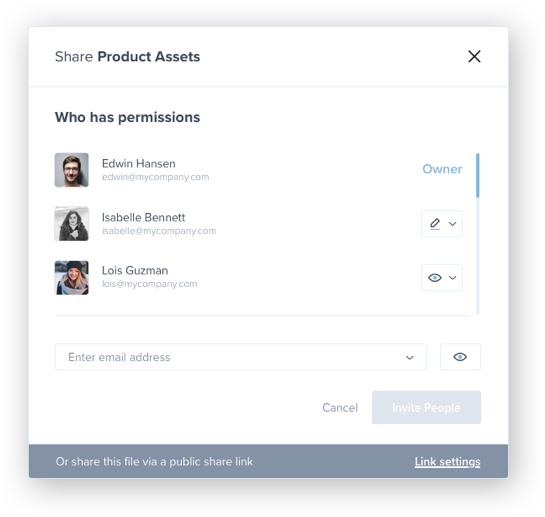 Share Product Assets
Who has permissions
Edwin Hansen
edwin@mycompany.com
Owner
Isabelle Bennett
isabelle@mycompany.com
Lois Guzman
lois@mycompany.com
Enter email address
Cancel
Invite People
Or share this file via a public share link
Link settings